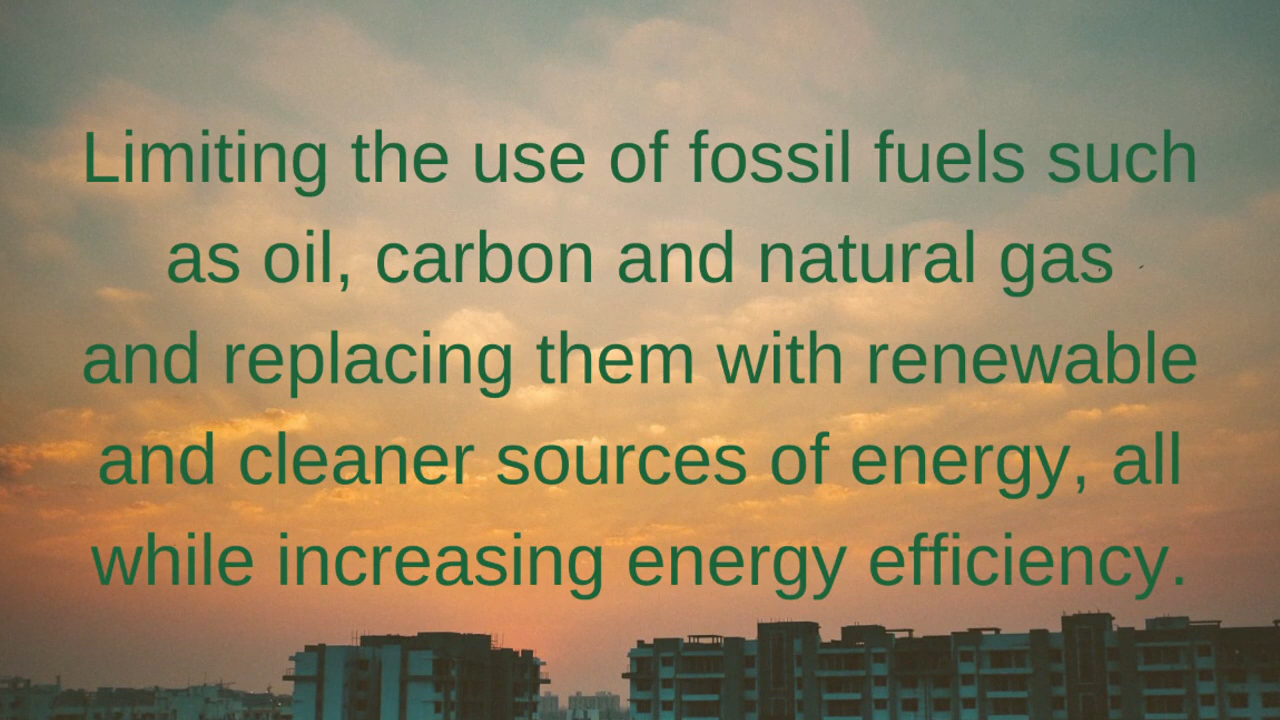 Limiting the use of fossil fuels such
as oil, carbon and natural gas
and replacing them with renewable
and cleaner sources of energy, all
while increasing energy efficiency.